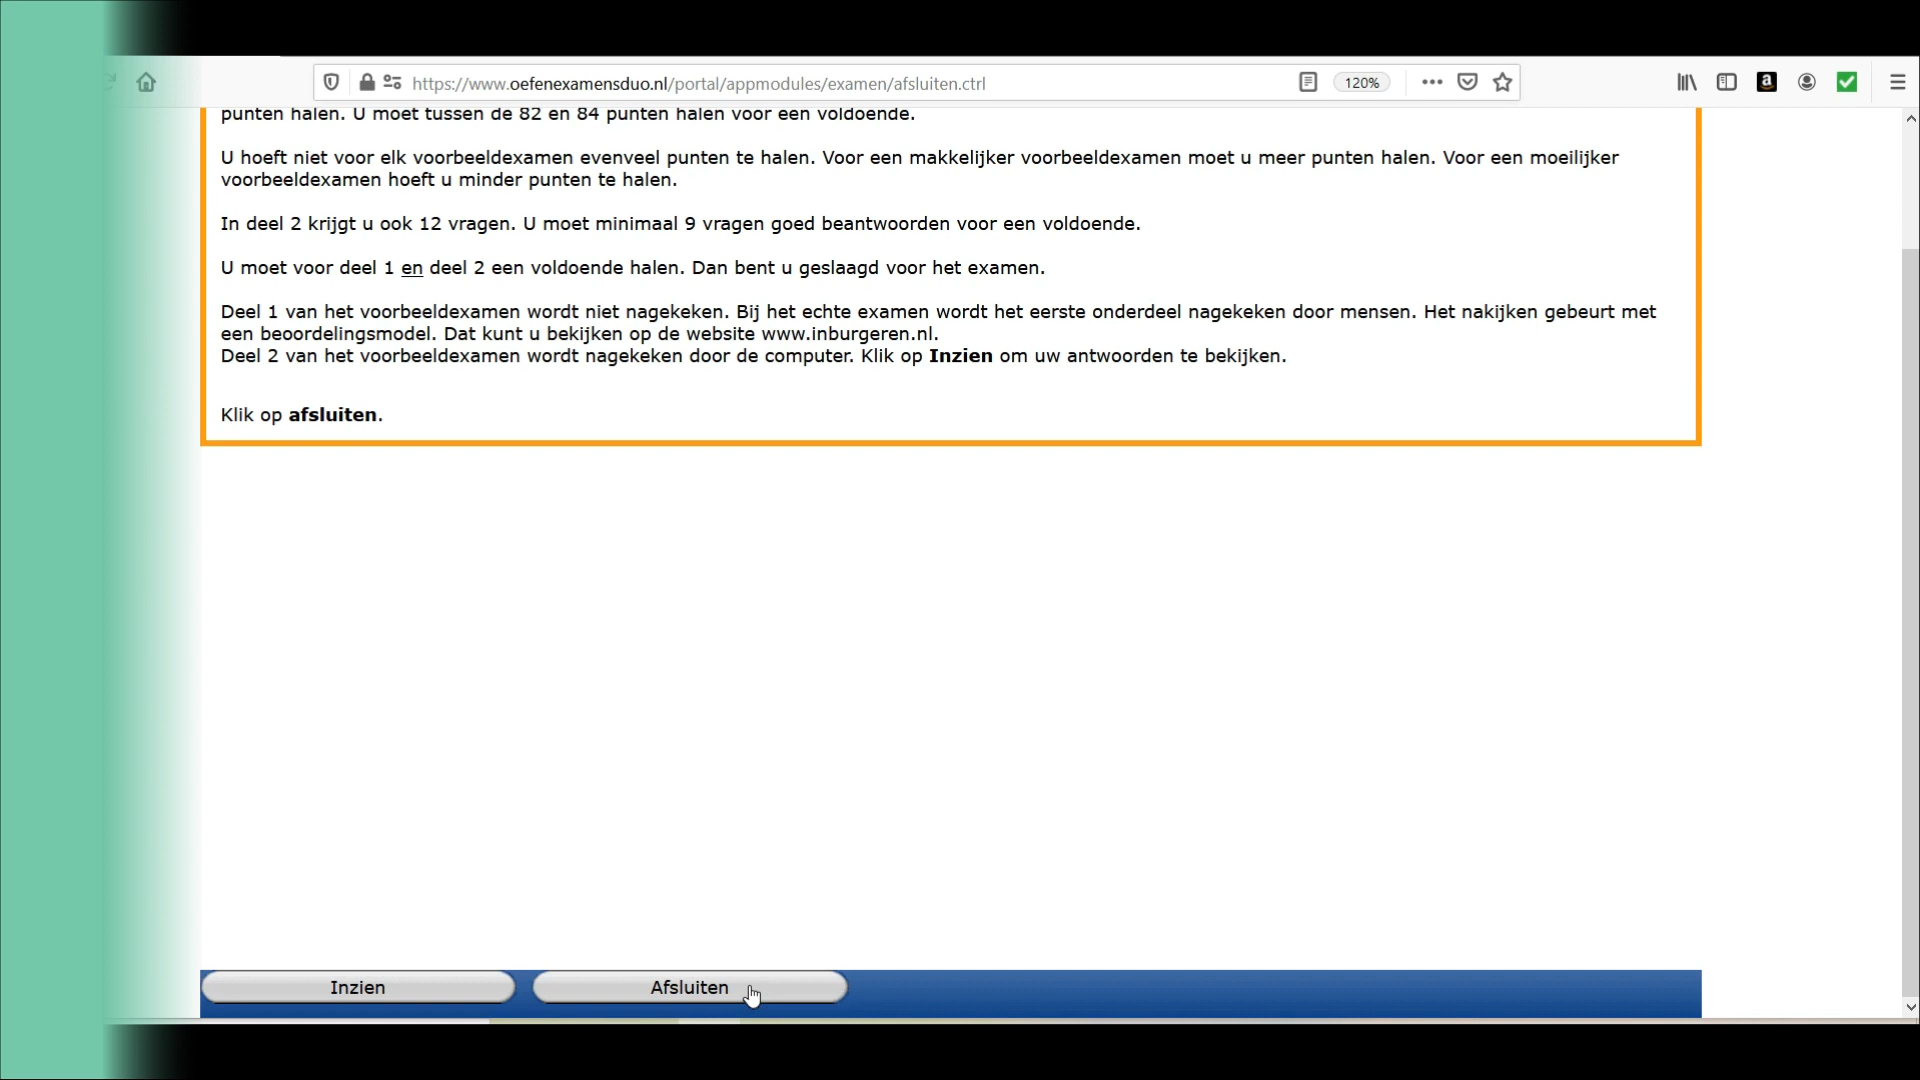 https://www.oefenexamensduo.nl/portal/appmodules/examen/afsluiten.ctrl
120%
punten halen. U moet tussen de 82 en 84 punten halen voor een voldoende.
U hoeft niet voor elk voorbeeldexamen evenveel punten te halen. Voor een makkelijker voorbeeldexamen moet u meer punten halen. Voor een moeilijker
voorbeeldexamen hoeft u minder punten te halen.
In deel 2 krijgt u ook 12 vragen. U moet minimaal 9 vragen goed beantwoorden voor een voldoende.
U moet voor deel 1 en deel 2 een voldoende halen. Dan bent u geslaagd voor het examen.
Deel 1 van het voorbeeldexamen wordt niet nagekeken. Bij het echte examen wordt het eerste onderdeel nagekeken door mensen. Het nakijken gebeurt met
een beoordelingsmodel. Dat kunt u bekijken op de website www.inburgeren.nl.
Deel 2 van het voorbeeldexamen wordt nagekeken door de computer. Klik op Inzien om uw antwoorden te bekijken.
Klik op afsluiten.
Inzien
Afsluiten